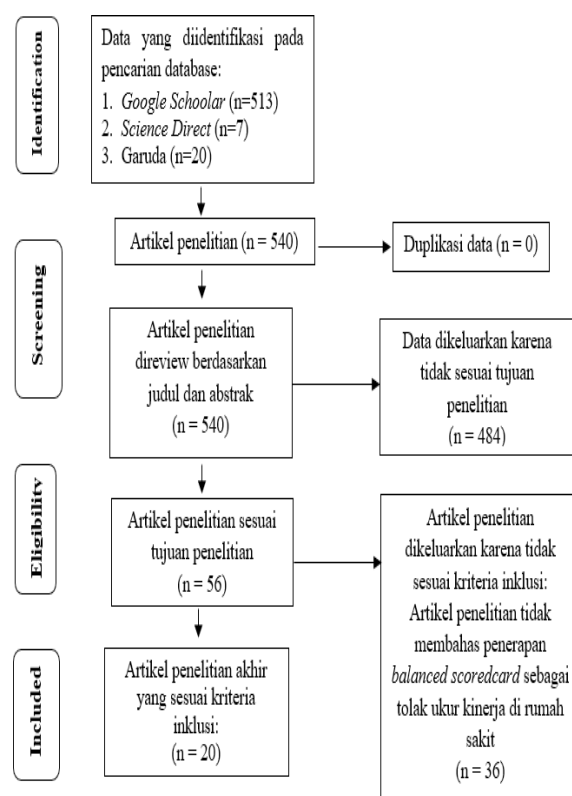 Identification
Data yang diidentifikasi pada
pencarian database:
1. Google Schoolar (n=513)
2. Science Direct (n=7)
3. Garuda (n=20)
Screening
Artikel penelitian (n = 540)
Duplikasi data (n = 0)
Artikel penelitian
direview berdasarkan
judul dan abstrak
(n = 540)
Data dikeluarkan karena
tidak sesuai tujuan
penelitian
(n = 484)
Eligibility
Artikel penelitian sesuai
tujuan penelitian
(n = 56)
Artikel penelitian
dikeluarkan karena tidak
sesuai kriteria inklusi:
Artikel penelitian tidak
membahas penerapan
balanced scoredcard sebagai
tolak ukur kinerja di rumah
sakit
(n = 36)
Included
Artikel penelitian akhir
yang sesuai kriteria
inklusi:
(n = 20)